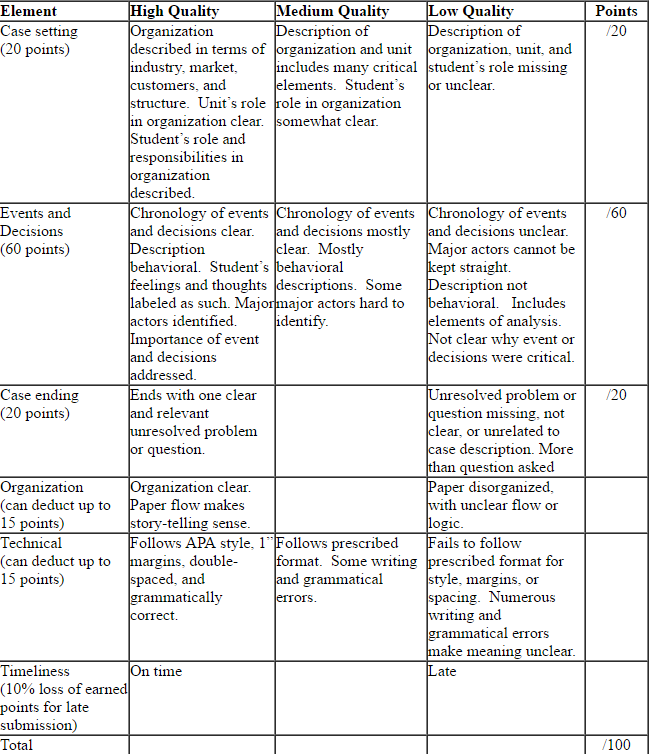 Element High Quality Medium Quality Low Quality Points
Case setting
(20 points)
Organization
described in terms of
industry, market,
customers, and
structure.  Unit's role
in organization clear.
Student's role and
responsibilities in
organization
described.
Description of
organization and unit
includes many critical
elements.  Student's
role in organization
somewhat clear.
Description of
organization, unit, and
student's role missing
or unclear.
/20
Events and
Decisions
(60 points)
Chronology of events
and decisions clear.
Description
behavioral.  Student's
feelings and thoughts
labeled as such. Major
actors identified.
Importance of event
and decisions
addressed.
Chronology of events
and decisions mostly
clear.  Mostly
behavioral
descriptions.  Some
major actors hard to
identify.
Chronology of events
and decisions unclear.
Major actors cannot be
kept straight.
Description not
behavioral.   Includes
elements of analysis.
Not clear why event or
decisions were critical.
/60
Case ending
(20 points)
Ends with one clear
and relevant
unresolved problem
or question.
Unresolved problem or
question missing, not
clear, or unrelated to
case description. More
than question asked
/20
Organization
(can deduct up to
15 points)
Organization clear.
Paper flow makes
story-telling sense.
Paper disorganized,
with unclear flow or
logic.
Technical
(can deduct up to
15 points)
Follows APA style, 1”
margins, double-
spaced, and
grammatically
correct.
Follows prescribed
format.  Some writing
and grammatical
errors.
Fails to follow
prescribed format for
style, margins, or
spacing.  Numerous
writing and
grammatical errors
make meaning unclear.
Timeliness
(10% loss of earned
points for late
submission)
On time
Late
Total
/100